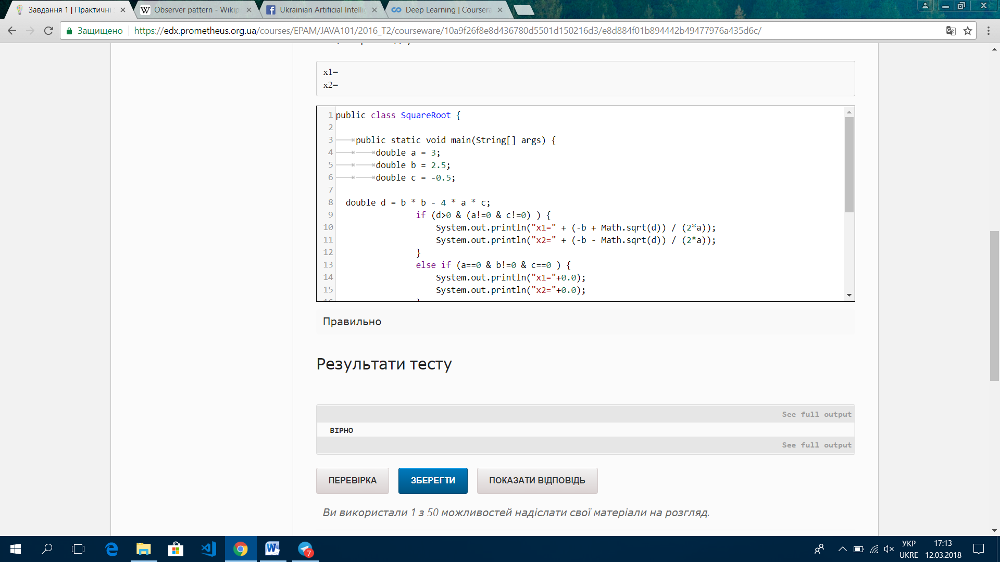 Завдання 1 | Практичні
Observer pattern - Wikip
Ukrainian Artificial Intellig
Deep Learning | Coursera
Защищено
https://edx.prometheus.org.ua/courses/EPAM/JAVA101/2016_T2/courseware/10a9f26f8e8d436780d5501d150216d3/e8d884f01b894442b49477976a435d6c/
x1=
x2=
1 public class SquareRoot {
2
3 public static void main(String[] args) {
4 double a = 3;
5 double b = 2.5;
6 double c = -0.5;
7
8 double d = b * b - 4 * a * c;
9 if (d>0 & (a!=0 & c!=0) ) {
10 System.out.println("x1=" + (-b + Math.sqrt(d)) / (2*a));
11 System.out.println("x2=" + (-b - Math.sqrt(d)) / (2*a));
12 }
13 else if (a==0 & b!=0 & c==0 ) {
14 System.out.println("x1="+0.0);
15 System.out.println("x2="+0.0);
Правильно
Результати тесту
See full output
ВІРНО
See full output
ПЕРЕВІРКА
ЗБЕРЕГТИ
ПОКАЗАТИ ВІДПОВІДЬ
Ви використали 1 з 50 можливостей надіслати свої матеріали на розгляд.
7
УКР
UKRE
17:13
12.03.2018